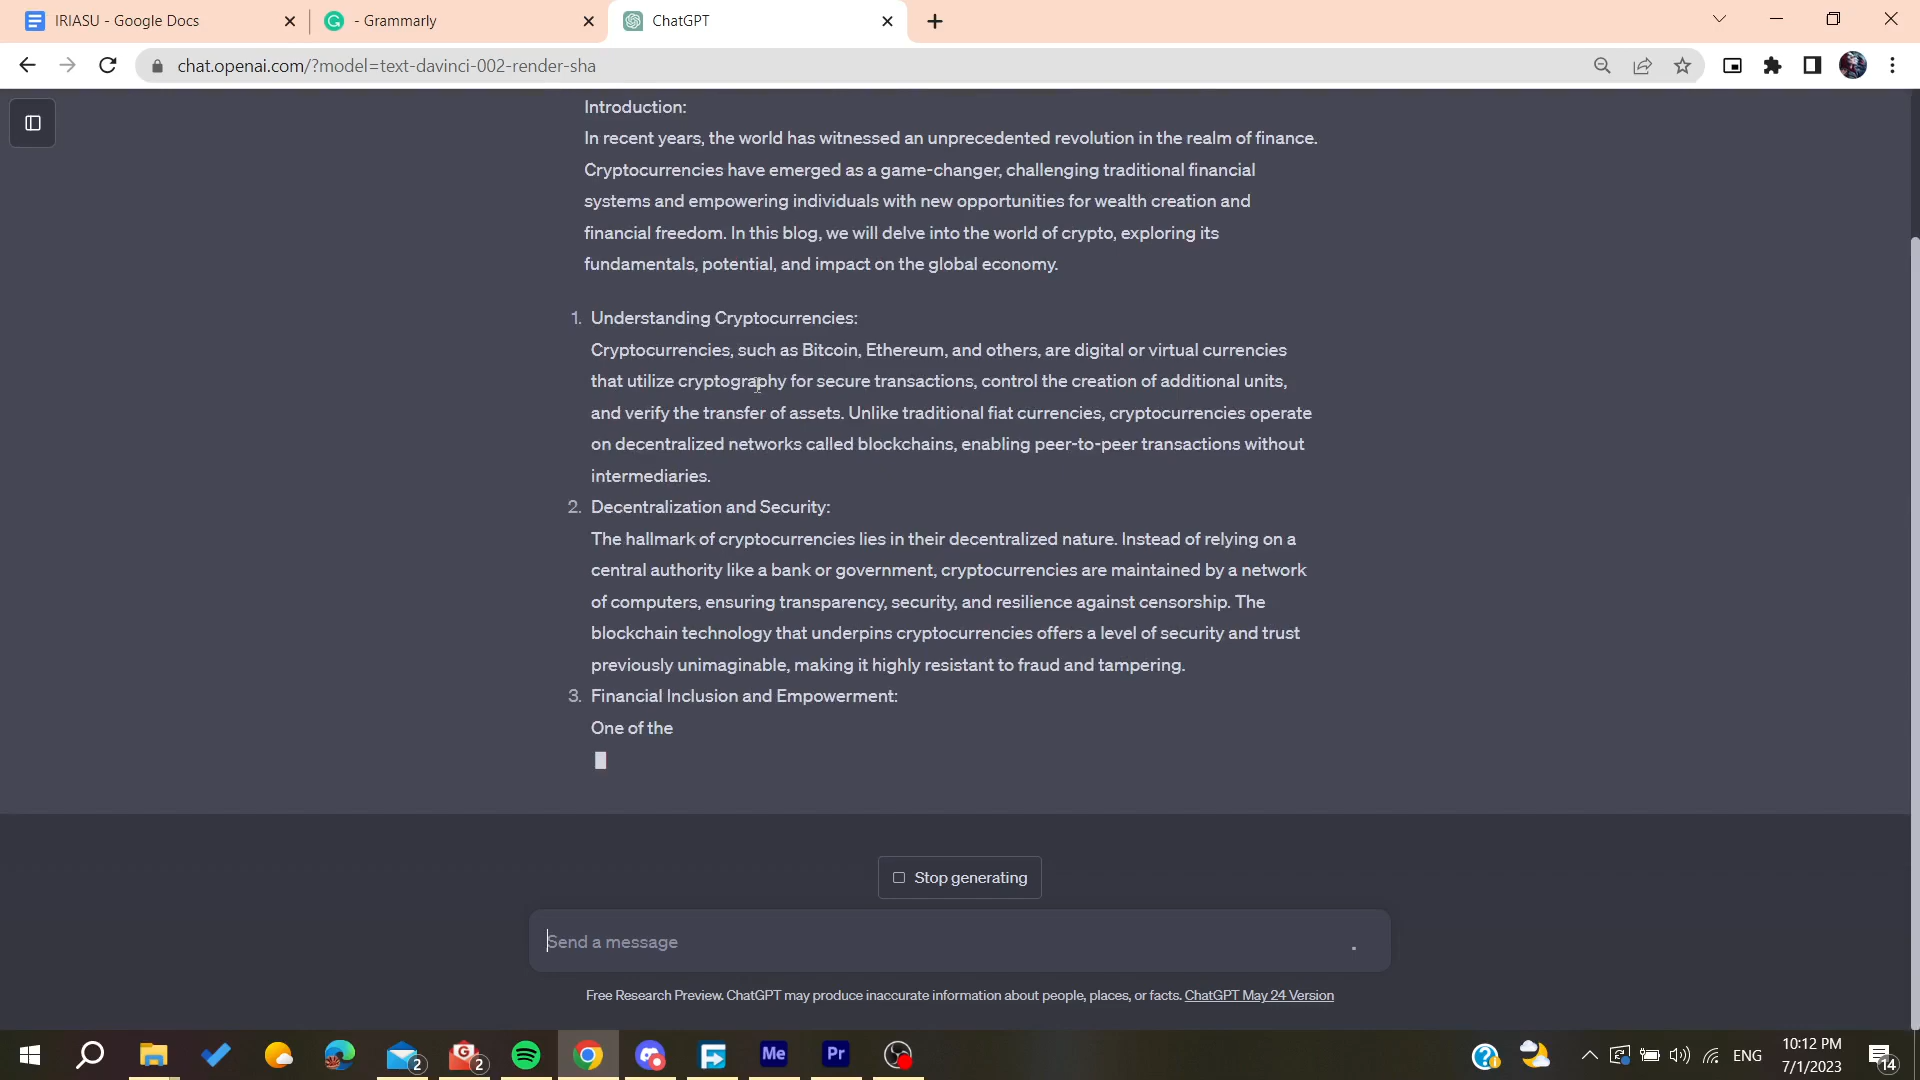 IRIASU - Google Docs
- Grammarly
ChatGPT
chat.openai.com/?model=text-davinci-002-render-sha
Introduction:
In recent years, the world has witnessed an unprecedented revolution in the realm of finance.
Cryptocurrencies have emerged as a game-changer, challenging traditional financial
systems and empowering individuals with new opportunities for wealth creation and
financial freedom. In this blog, we will delve into the world of crypto, exploring its
fundamentals, potential, and impact on the global economy.
1. Understanding Cryptocurrencies:
Cryptocurrencies, such as Bitcoin, Ethereum, and others, are digital or virtual currencies
that utilize cryptography for secure transactions, control the creation of additional units,
and verify the transfer of assets. Unlike traditional fiat currencies, cryptocurrencies operate
on decentralized networks called blockchains, enabling peer-to-peer transactions without
intermediaries.
2. Decentralization and Security:
The hallmark of cryptocurrencies lies in their decentralized nature. Instead of relying on a
central authority like a bank or government, cryptocurrencies are maintained by a network
of computers, ensuring transparency, security, and resilience against censorship. The
blockchain technology that underpins cryptocurrencies offers a level of security and trust
previously unimaginable, making it highly resistant to fraud and tampering.
3. Financial Inclusion and Empowerment:
One of the
Stop generating
Send a message
Free Research Preview. ChatGPT may produce inaccurate information about people, places, or facts. ChatGPT May 24 Version
2
G 2
Me
Pr
ENG
10:12 PM
7/1/2023
14